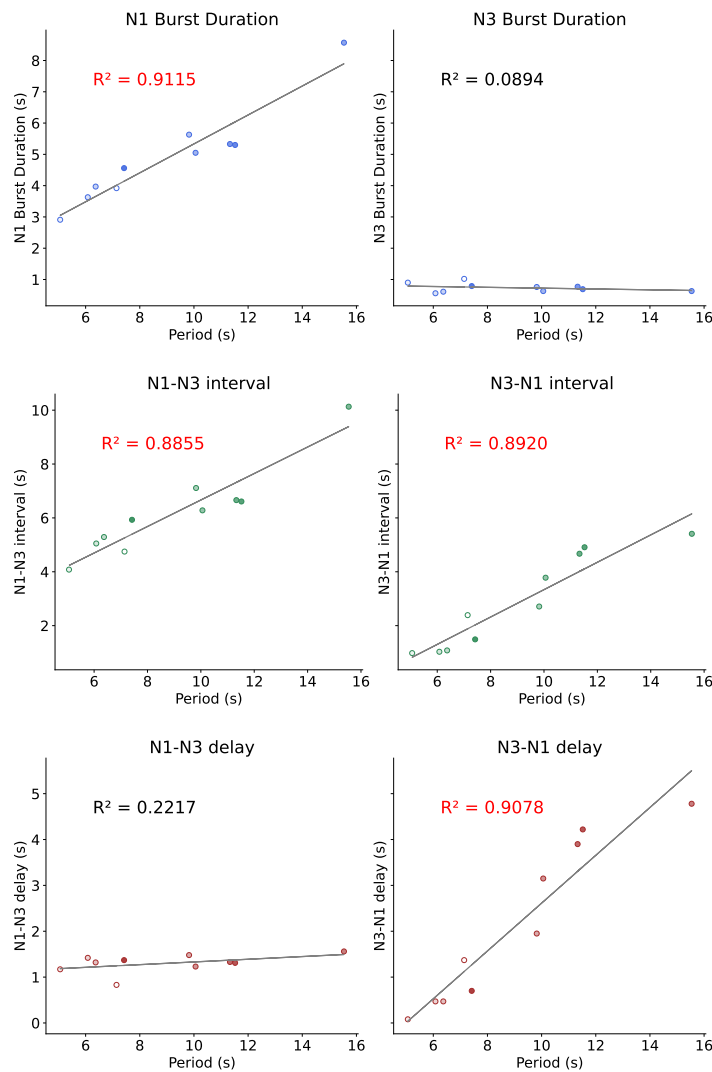 N1 Burst Duration
R² = 0.9115
N1 Burst Duration (s)
8
7
6
5
4
3
2
1
6 8 10 12 14 16
Period (s)
N3 Burst Duration
R² = 0.0894
N3 Burst Duration (s)
6 8 10 12 14 16
Period (s)
N1-N3 interval
R² = 0.8855
N1-N3 interval (s)
10
8
6
4
2
6 8 10 12 14 16
Period (s)
N3-N1 interval
R² = 0.8920
N3-N1 interval (s)
6 8 10 12 14 16
Period (s)
N1-N3 delay
R² = 0.2217
N1-N3 delay (s)
5
4
3
2
1
0
6 8 10 12 14 16
Period (s)
N3-N1 delay
R² = 0.9078
N3-N1 delay (s)
6 8 10 12 14 16
Period (s)